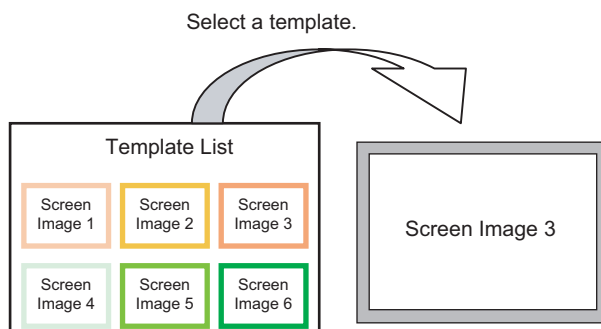 Select a template.
Template List
Screen
Image 1
Screen
Image 2
Screen
Image 3
Screen
Image 4
Screen
Image 5
Screen
Image 6
Screen Image 3